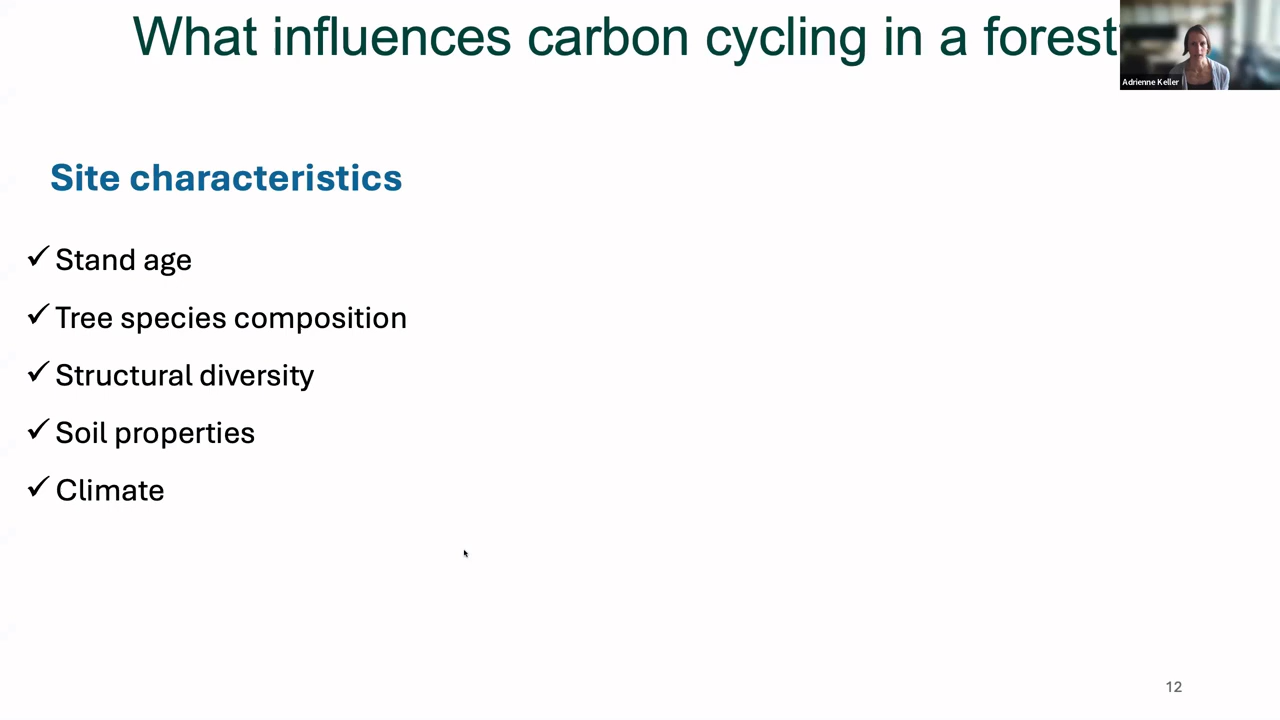 What influences carbon cycling in a forest
Adrienne Keller
Site characteristics
✓ Stand age
✓ Tree species composition
✓ Structural diversity
✓ Soil properties
✓ Climate
12